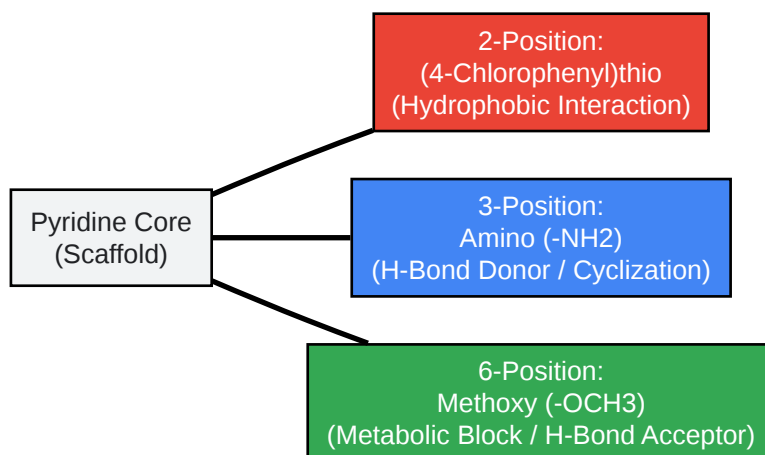 Pyridine Core
(Scaffold)
2-Position:
(4-Chlorophenyl)thio
(Hydrophobic Interaction)
3-Position:
Amino (-NH2)
(H-Bond Donor / Cyclization)
6-Position:
Methoxy (-OCH3)
(Metabolic Block / H-Bond Acceptor)